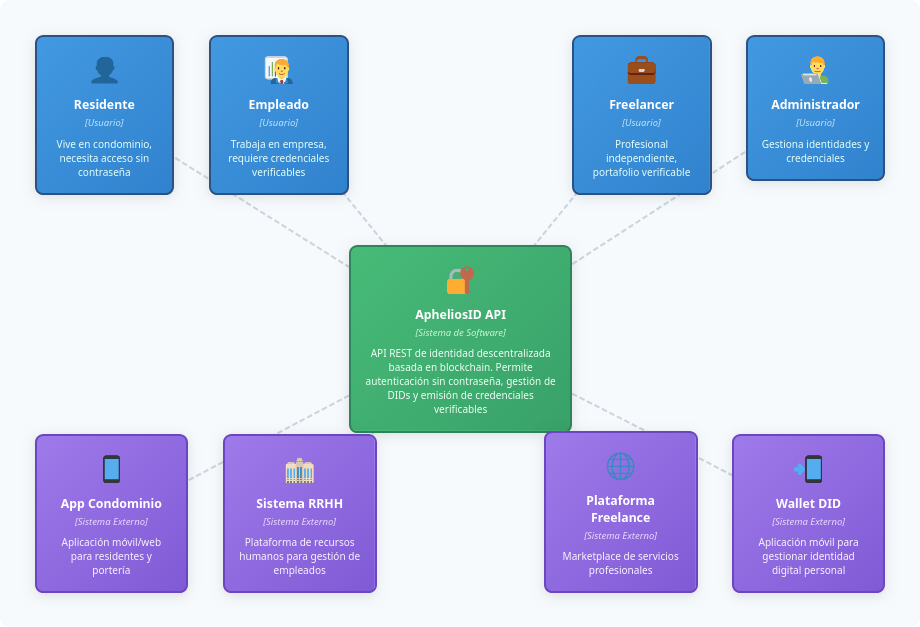 Residente
[Usuario]
Vive en condominio,
necesita acceso sin
contraseña
Empleado
[Usuario]
Trabaja en empresa,
requiere credenciales
verificables
Freelancer
[Usuario]
Profesional
independiente,
portafolio verificable
Administrador
[Usuario]
Gestiona identidades y
credenciales
ApheliosID API
[Sistema de Software]
API REST de identidad descentralizada
basada en blockchain. Permite
autenticación sin contraseña, gestión de
DIDs y emisión de credenciales
verificables
App Condominio
[Sistema Externo]
Aplicación móvil/web
para residentes y
portería
Sistema RRHH
[Sistema Externo]
Plataforma de recursos
humanos para gestión de
empleados
Plataforma
Freelance
[Sistema Externo]
Marketplace de servicios
profesionales
Wallet DID
[Sistema Externo]
Aplicación móvil para
gestionar identidad
digital personal